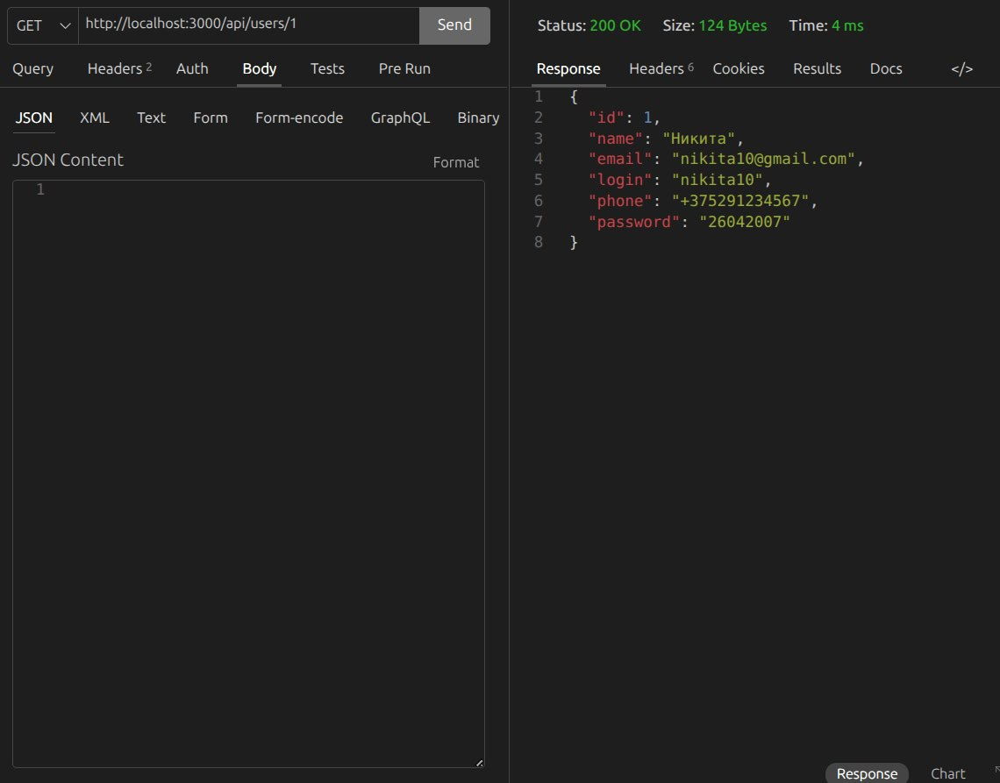 GET http://localhost:3000/api/users/1 Send
Query Headers 2 Auth Body Tests Pre Run
JSON XML Text Form Form-encode GraphQL Binary
JSON Content Format
1
Status: 200 OK Size: 124 Bytes Time: 4 ms
Response Headers 6 Cookies Results Docs </>
1 {
2 "id": 1,
3 "name": "Никита",
4 "email": "nikita10@gmail.com",
5 "login": "nikita10",
6 "phone": "+375291234567",
7 "password": "26042007"
8 }
Response Chart